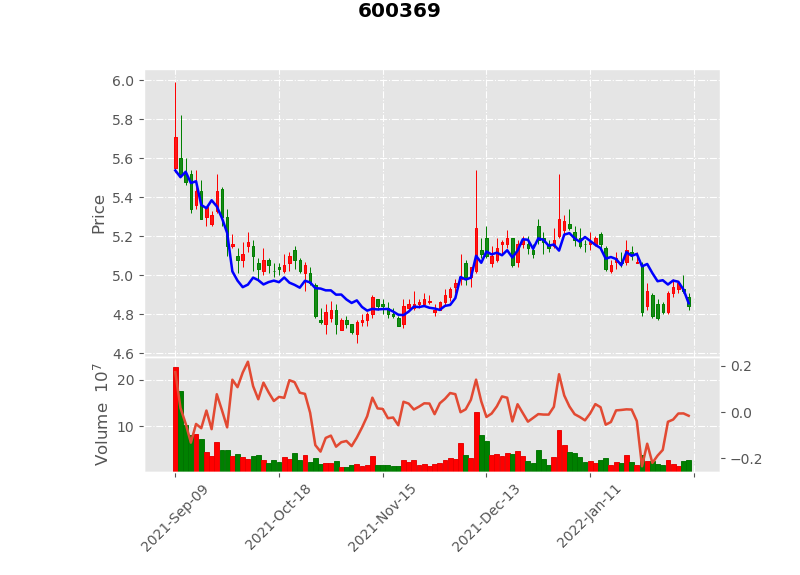 600369
6.0
5.8
5.6
5.4
5.2
5.0
4.8
4.6
Price
20
10
Volume 10^7
0.2
0.0
−0.2
2021-Sep-09
2021-Oct-18
2021-Nov-15
2021-Dec-13
2022-Jan-11